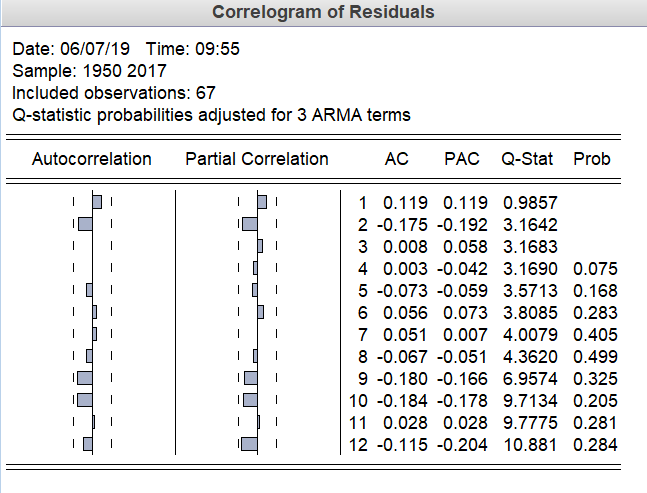 Correlogram of Residuals
Date: 06/07/19 Time: 09:55
Sample: 1950 2017
Included observations: 67
Q-statistic probabilities adjusted for 3 ARMA terms
Autocorrelation Partial Correlation AC PAC Q-Stat Prob
1 0.119 0.119 0.9857
2 -0.175 -0.192 3.1642
3 0.008 0.058 3.1683
4 0.003 -0.042 3.1690 0.075
5 -0.073 -0.059 3.5713 0.168
6 0.056 0.073 3.8085 0.283
7 0.051 0.007 4.0079 0.405
8 -0.067 -0.051 4.3620 0.499
9 -0.180 -0.166 6.9574 0.325
10 -0.184 -0.178 9.7134 0.205
11 0.028 0.028 9.7775 0.281
12 -0.115 -0.204 10.881 0.284